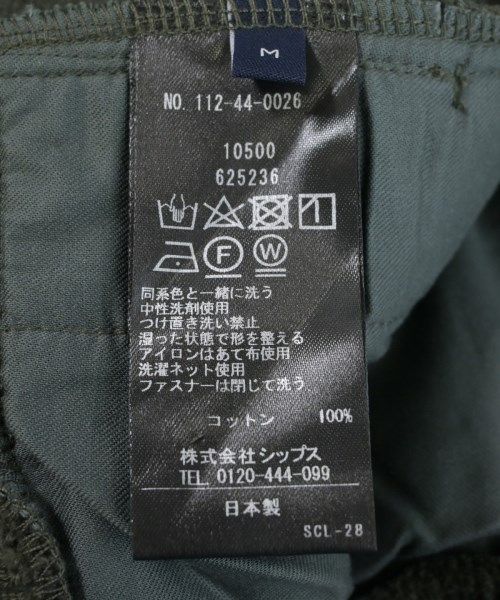 M
NO. 112-44-0026
10500
625236
F W
同系色と一緒に洗う
中性洗剤使用
つけ置き洗い禁止
湿った状態で形を整える
アイロンはあて布使用
洗濯ネット使用
ファスナーは閉じて洗う
コットン 100%
株式会社シップス
TEL 0120-444-099
日本製
SCL-28